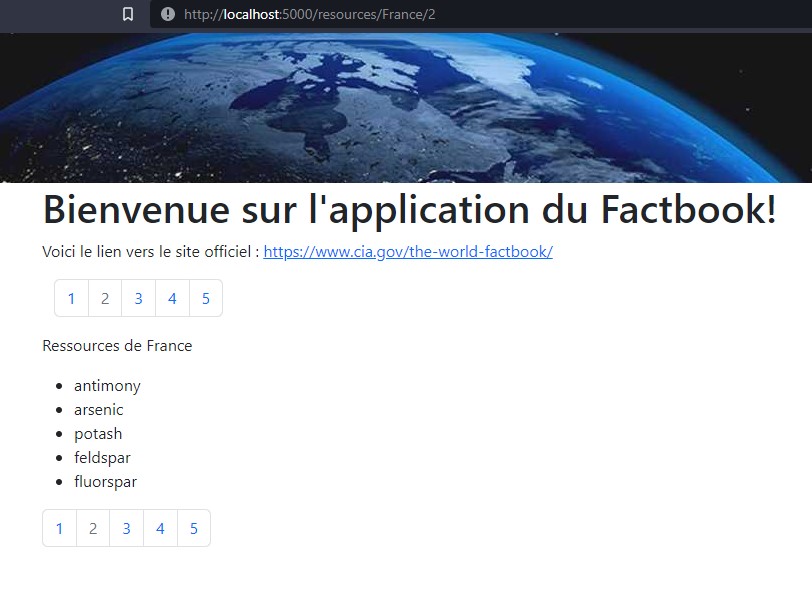 http://localhost:5000/resources/France/2
Bienvenue sur l'application du Factbook!
Voici le lien vers le site officiel : https://www.cia.gov/the-world-factbook/
1 2 3 4 5
Ressources de France
antimony
arsenic
potash
feldspar
fluorspar
1 2 3 4 5